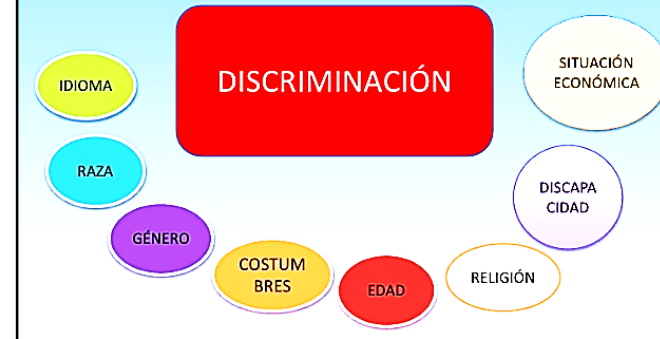 DISCRIMINACIÓN
IDIOMA
RAZA
GÉNERO
COSTUM
BRES
EDAD
RELIGIÓN
DISCAPA
CIDAD
SITUACIÓN
ECONÓMICA